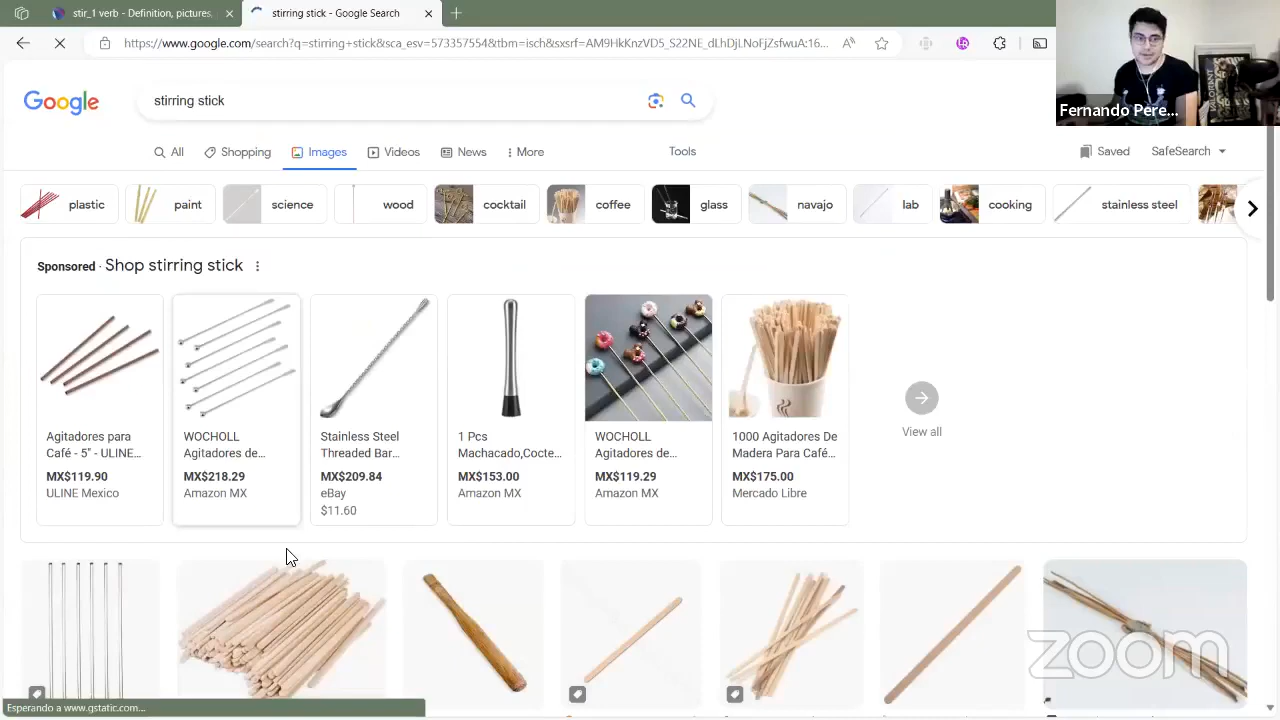 stir_1 verb - Definition, pictures,
stirring stick - Google Search
https://www.google.com/search?q=stirring+stick&sca_esv=573357554&tbm=isch&sxsrf=AM9HkKnzVD5_S22NE_dLhDjLNoFjZsfwuA:16...
Fernando Pere...
Google
stirring stick
All
Shopping
Images
Videos
News
More
Tools
Saved
SafeSearch
plastic
paint
science
wood
cocktail
coffee
glass
navajo
lab
cooking
stainless steel
Sponsored · Shop stirring stick
Agitadores para
Café - 5" - ULINE...
MX$119.90
ULINE Mexico
WOCHOLL
Agitadores de...
MX$218.29
Amazon MX
Stainless Steel
Threaded Bar...
MX$209.84
eBay
$11.60
1 Pcs
Machacado,Cocte...
MX$153.00
Amazon MX
WOCHOLL
Agitadores de...
MX$119.29
Amazon MX
1000 Agitadores De
Madera Para Café...
MX$175.00
Mercado Libre
View all
zoom
Esperando a www.gstatic.com...